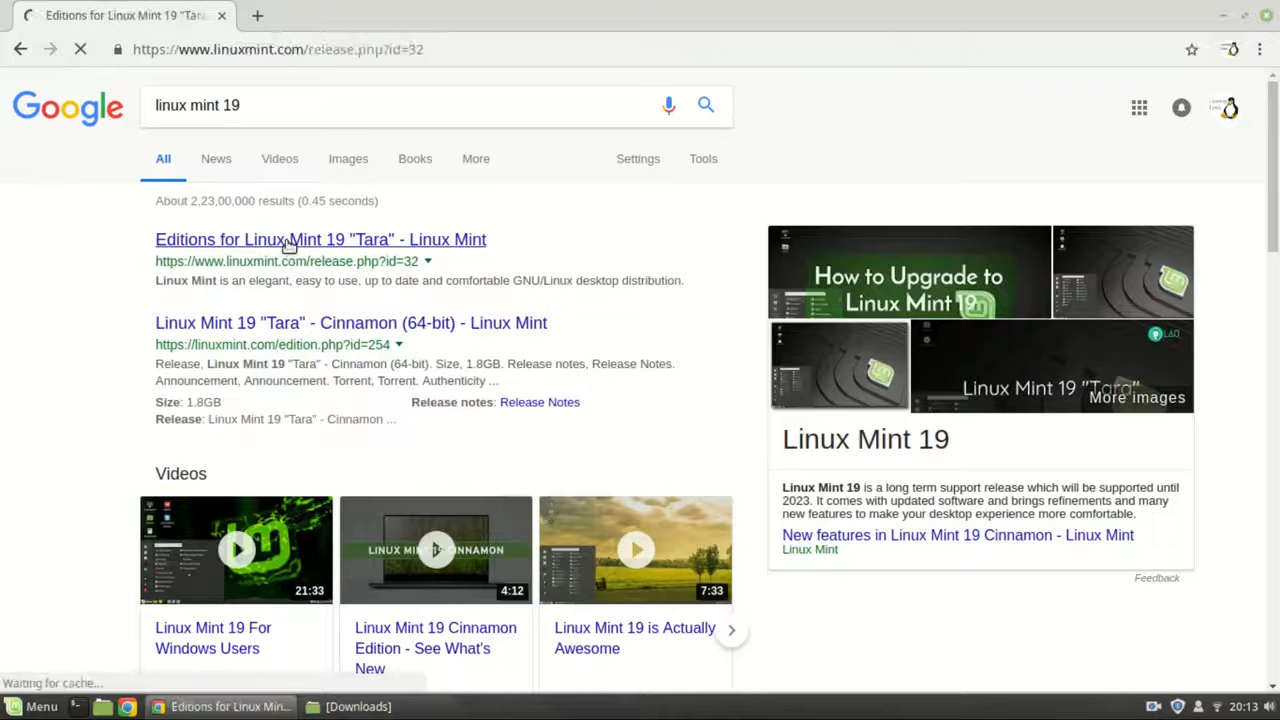 Editions for Linux Mint 19 "Tara
https://www.linuxmint.com/release.php?id=32
Google
linux mint 19
All
News
Videos
Images
Books
More
Settings
Tools
About 2,23,00,000 results (0.45 seconds)
Editions for Linux Mint 19 "Tara" - Linux Mint
https://www.linuxmint.com/release.php?id=32
Linux Mint is an elegant, easy to use, up to date and comfortable GNU/Linux desktop distribution.
Linux Mint 19 "Tara" - Cinnamon (64-bit) - Linux Mint
https://linuxmint.com/edition.php?id=254
Release, Linux Mint 19 "Tara" - Cinnamon (64-bit). Size, 1.8GB. Release notes, Release Notes.
Announcement, Announcement. Torrent, Torrent. Authenticity ...
Size: 1.8GB
Release notes: Release Notes
Release: Linux Mint 19 "Tara" - Cinnamon ...
Videos
21:33
LINUX MINT 19 CINNAMON
4:12
7:33
Linux Mint 19 For
Windows Users
Linux Mint 19 Cinnamon
Edition - See What's
New
Linux Mint 19 is Actually
Awesome
How to Upgrade to
Linux Mint 19
LAD
Linux Mint 19 "Tara"
More images
Linux Mint 19
Linux Mint 19 is a long term support release which will be supported until
2023. It comes with updated software and brings refinements and many
new features to make your desktop experience more comfortable.
New features in Linux Mint 19 Cinnamon - Linux Mint
Linux Mint
Feedback
Waiting for cache...
Menu
Editions for Linux Min...
[Downloads]
20:13